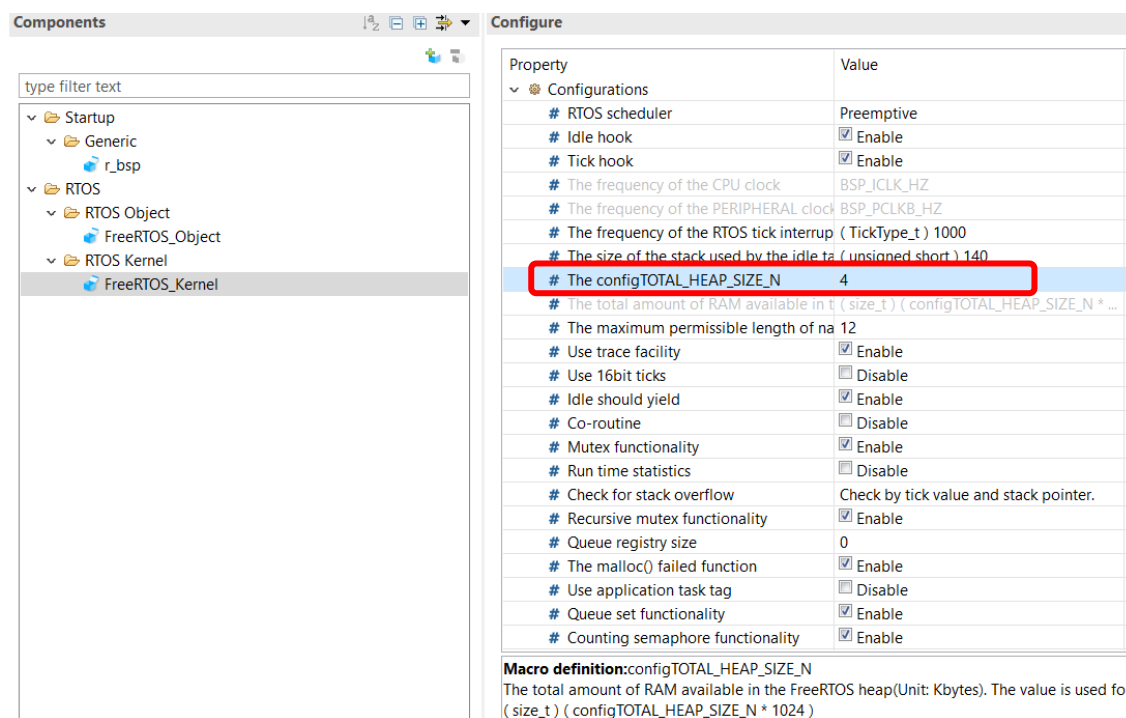 Components
type filter text
Startup
Generic
r_bsp
RTOS
RTOS Object
FreeRTOS_Object
RTOS Kernel
FreeRTOS_Kernel
Configure
Property Value
Configurations
# RTOS scheduler Preemptive
# Idle hook Enable
# Tick hook Enable
# The frequency of the CPU clock BSP_ICLK_HZ
# The frequency of the PERIPHERAL clock BSP_PCLKB_HZ
# The frequency of the RTOS tick interrup ( TickType_t ) 1000
# The size of the stack used by the idle ta ( unsigned short ) 140
# The configTOTAL_HEAP_SIZE_N 4
# The total amount of RAM available in t ( size_t ) ( configTOTAL_HEAP_SIZE_N * ...
# The maximum permissible length of na 12
# Use trace facility Enable
# Use 16bit ticks Disable
# Idle should yield Enable
# Co-routine Disable
# Mutex functionality Enable
# Run time statistics Disable
# Check for stack overflow Check by tick value and stack pointer.
# Recursive mutex functionality Enable
# Queue registry size 0
# The malloc() failed function Enable
# Use application task tag Disable
# Queue set functionality Enable
# Counting semaphore functionality Enable
Macro definition:configTOTAL_HEAP_SIZE_N
The total amount of RAM available in the FreeRTOS heap(Unit: Kbytes). The value is used fo
( size_t ) ( configTOTAL_HEAP_SIZE_N * 1024 )